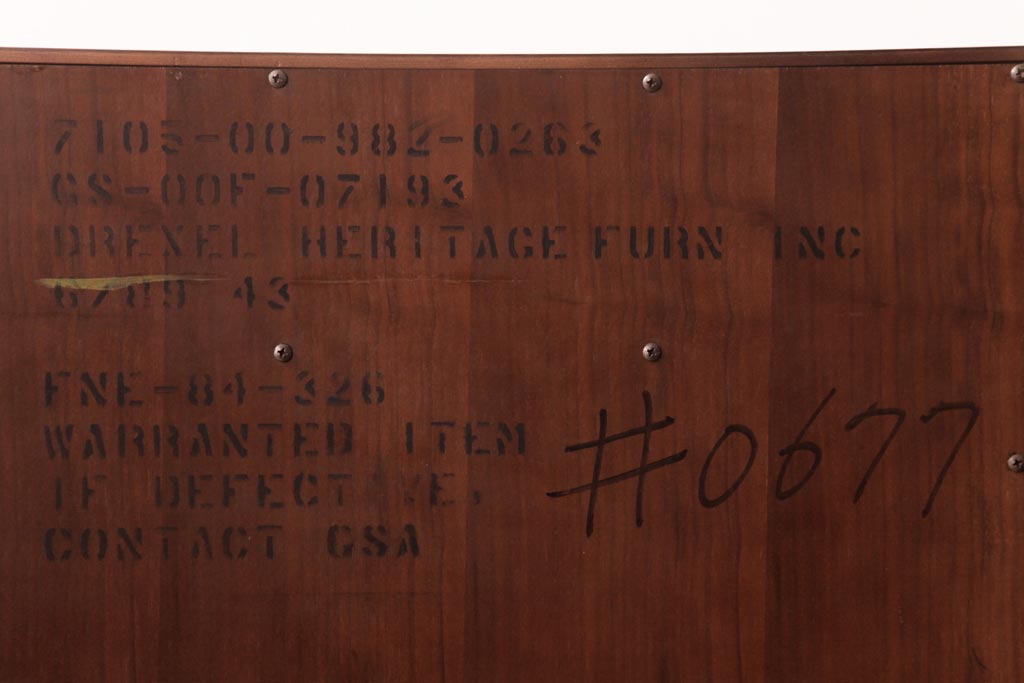 7105-00-982-0263
GS-00F-07193
DREXEL HERITAGE FURN INC
6789 43
FNE-84-326
WARRANTED ITEM
IF DEFECTIVE,
CONTACT GSA
#0677